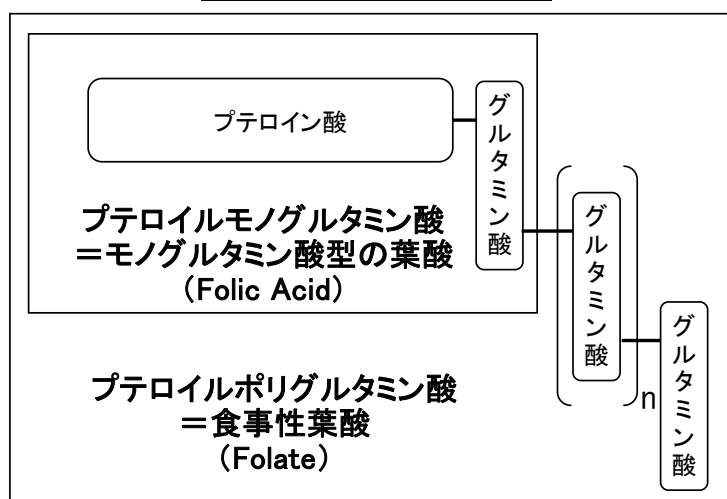 プテロイン酸
グルタミン酸
プテロイルモノグルタミン酸
＝モノグルタミン酸型の葉酸
（Folic Acid）
グルタミン酸
n
グルタミン酸
プテロイルポリグルタミン酸
＝食事性葉酸
（Folate）